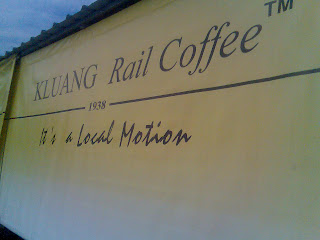 KLUANG Rail Coffee™
1938
It's a Local Motion